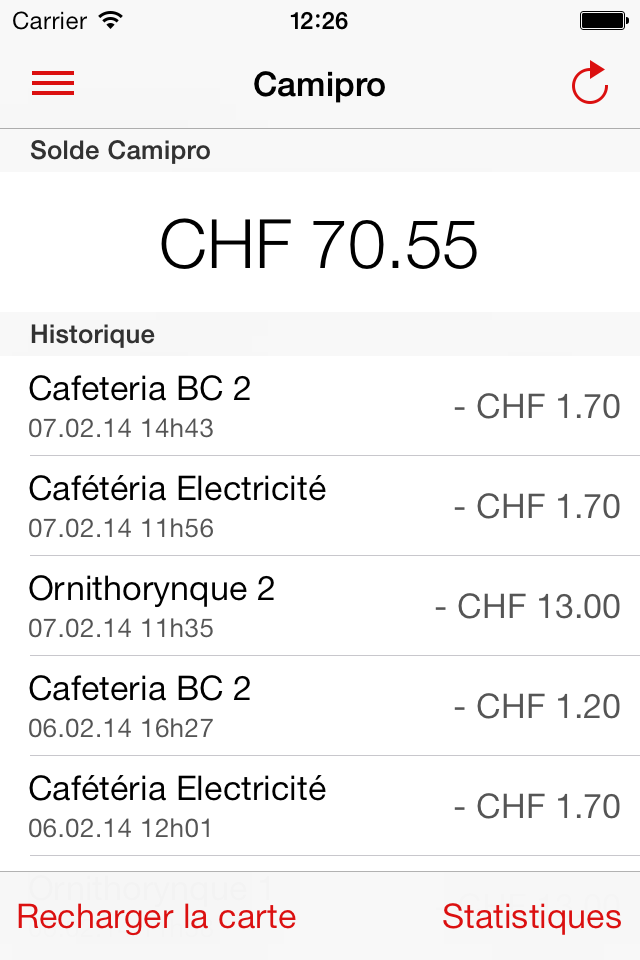 Carrier 12:26
Camipro
Solde Camipro
CHF 70.55
Historique
Cafeteria BC 2
07.02.14 14h43
- CHF 1.70
Cafétéria Electricité
07.02.14 11h56
- CHF 1.70
Ornithorynque 2
07.02.14 11h35
- CHF 13.00
Cafeteria BC 2
06.02.14 16h27
- CHF 1.20
Cafétéria Electricité
06.02.14 12h01
- CHF 1.70
Ornithorynque 1
Recharger la carte
Statistiques